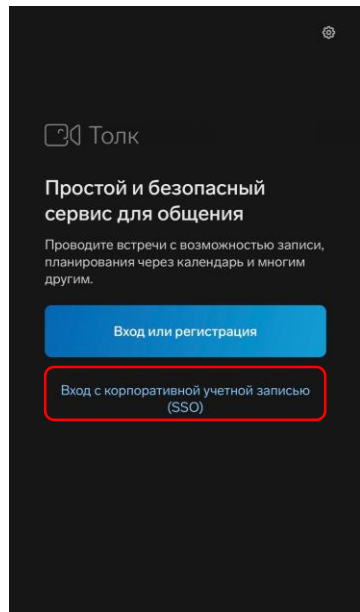 Толк
Простой и безопасный
сервис для общения
Проводите встречи с возможностью записи,
планирования через календарь и многим
другим.
Вход или регистрация
Вход с корпоративной учетной записью
(SSO)